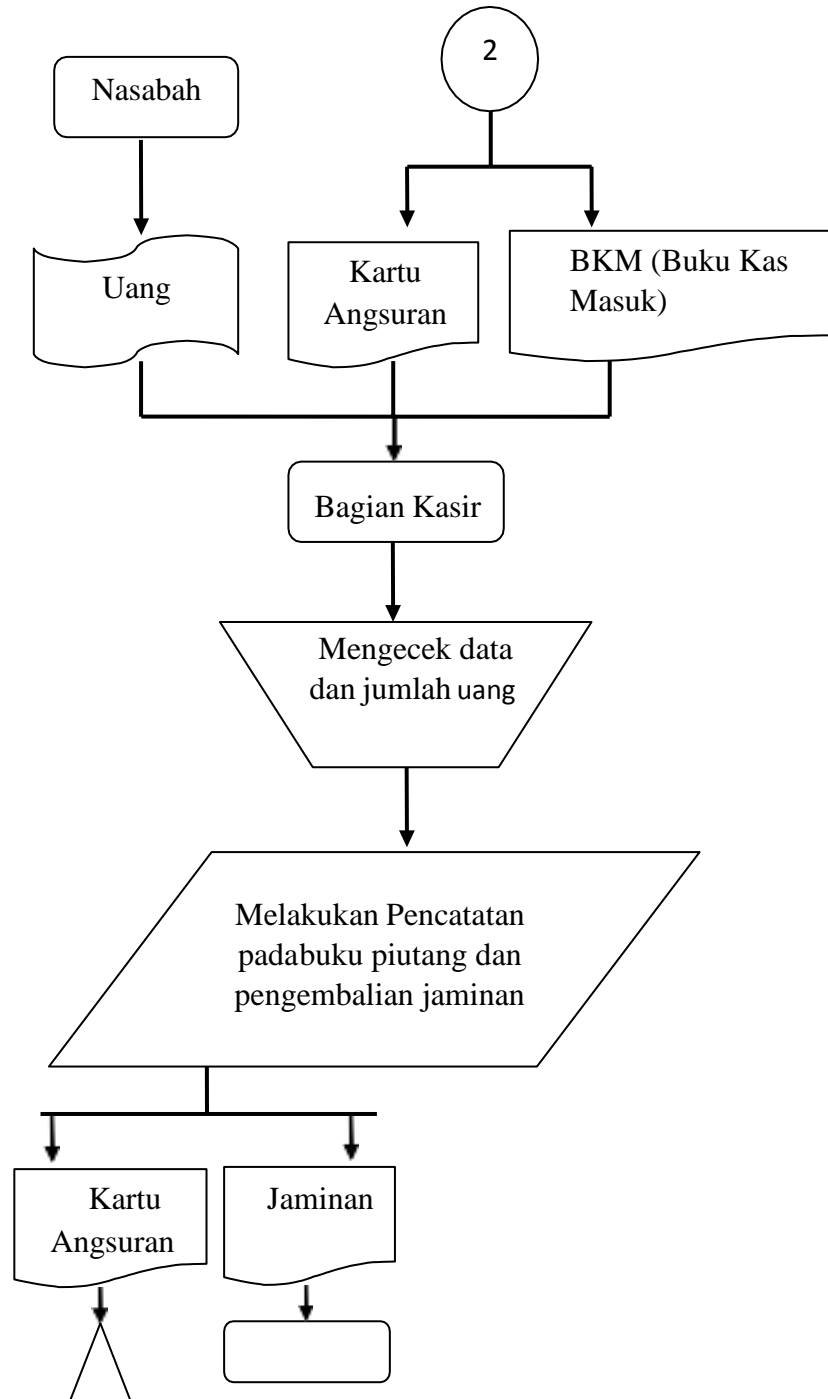 2
Nasabah
Uang
Kartu
Angsuran
BKM (Buku Kas
Masuk)
Bagian Kasir
Mengecek data
dan jumlah uang
Melakukan Pencatatan
padabuku piutang dan
pengembalian jaminan
Kartu
Angsuran
Jaminan